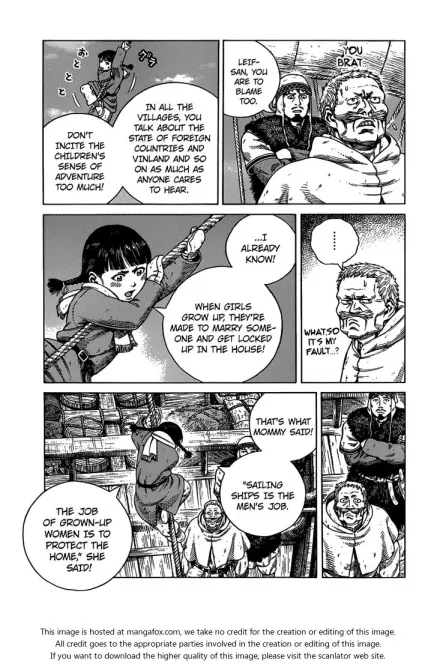 YOU
BRAT...
おっ
とっ
とっ
グラ
LEIF-
SAN, YOU
ARE TO
BLAME
TOO.
IN ALL THE
VILLAGES, YOU
TALK ABOUT THE
STATE OF FOREIGN
COUNTRIES AND
VINLAND AND SO
ON AS MUCH AS
ANYONE CARES
TO HEAR.
DON'T
INCITE THE
CHILDREN'S
SENSE OF
ADVENTURE
TOO MUCH!
......
WHAT,SO
IT'S MY
FAULT...?
...I
ALREADY
KNOW!
WHEN GIRLS
GROW UP, THEY'RE
MADE TO MARRY SOME-
ONE AND GET LOCKED
UP IN THE HOUSE!
THAT'S WHAT
MOMMY SAID!
"SAILING
SHIPS IS THE
MEN'S JOB.
THE JOB
OF GROWN-UP
WOMEN IS TO
PROTECT THE
HOME," SHE
SAID!
This image is hosted at mangafox.com, we take no credit for the creation or editing of this image.
All credit goes to the appropriate parties involved in the creation or editing of this image.
If you want to download the higher quality of this image, please visit the scanlator web site.